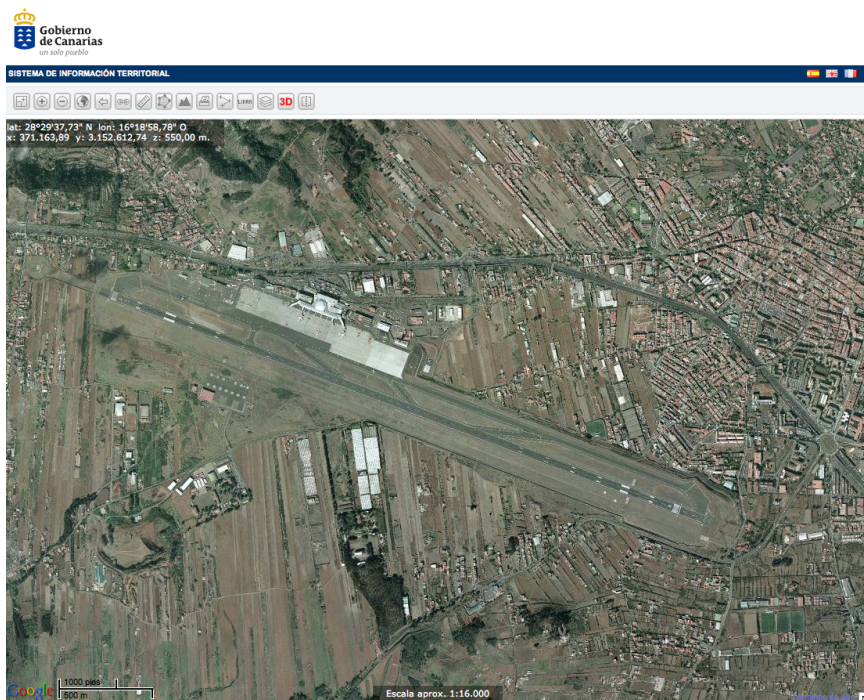 Gobierno
de Canarias
un solo pueblo
SISTEMA DE INFORMACIÓN TERRITORIAL
LIBRE
3D
lat: 28°29'37,73" N lon: 16°18'58,78" O
x: 371.163,89 y: 3.152.612,74 z: 550,00 m.
Google
1000 pies
500 m
Escala aprox. 1:16.000